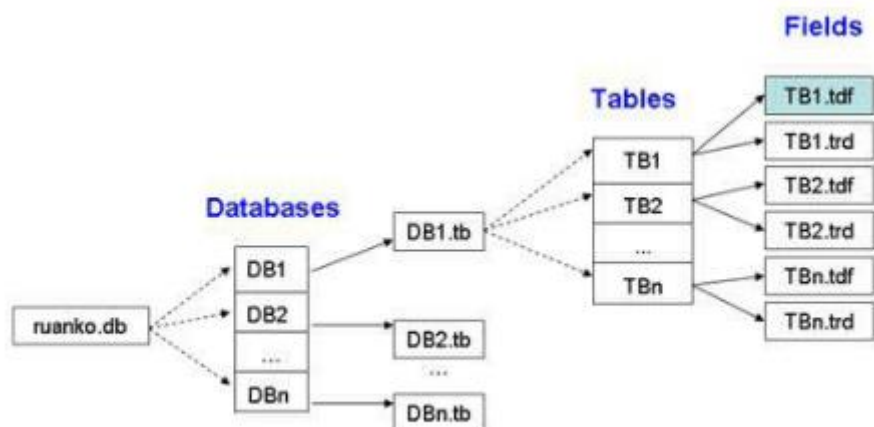 Fields
Tables
Databases
ruanko.db
DB1
DB2
...
DBn
DB1.tb
DB2.tb
...
DBn.tb
TB1
TB2
...
TBn
TB1.tdf
TB1.trd
TB2.tdf
TB2.trd
TBn.tdf
TBn.trd